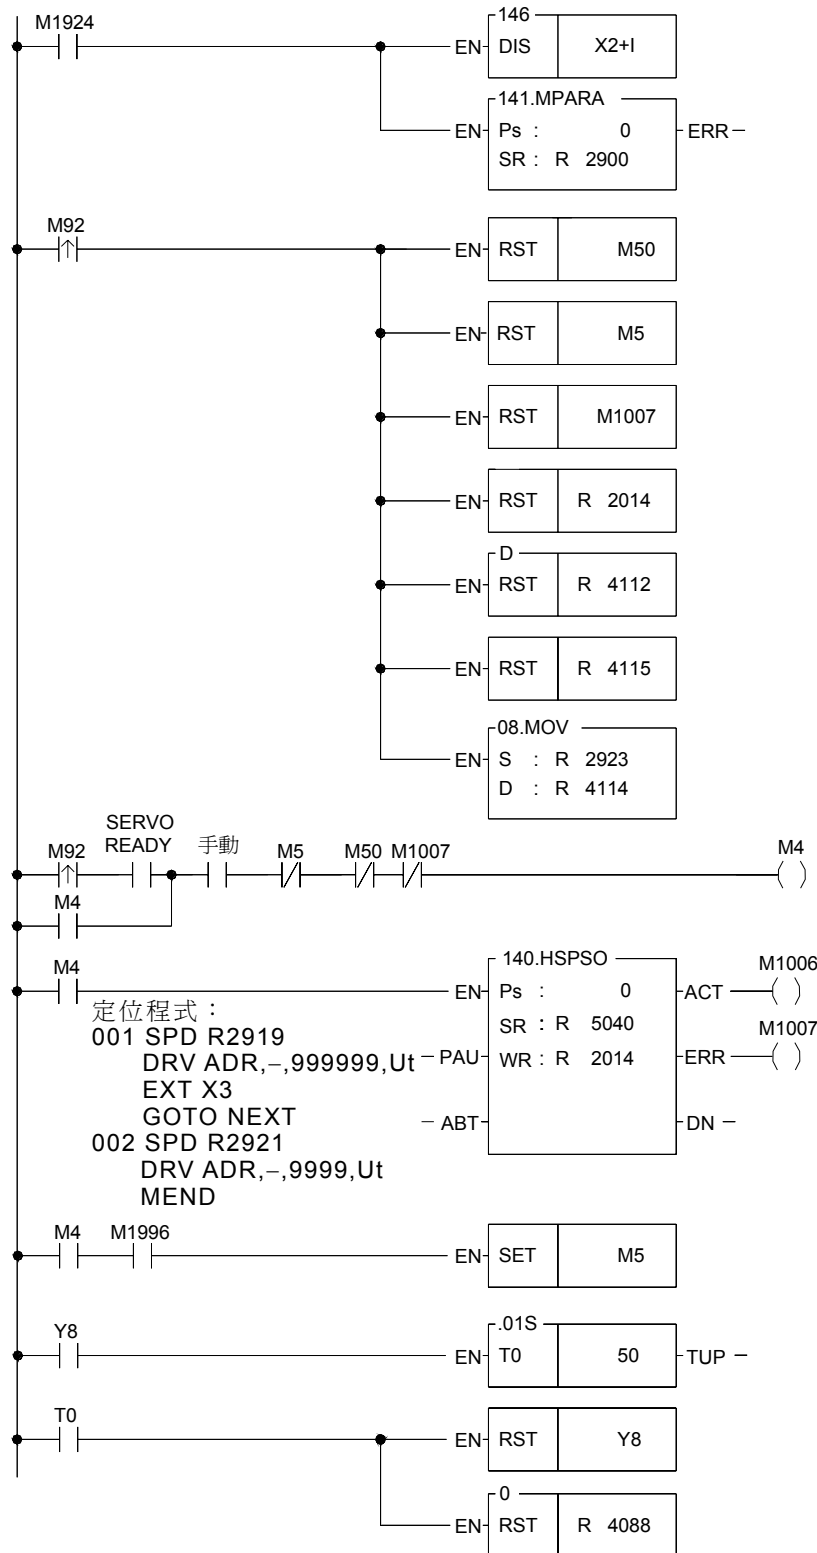 M1924
146
EN DIS X2+I
141.MPARA
EN Ps : 0 ERR
SR : R 2900
M92
EN RST M50
EN RST M5
EN RST M1007
EN RST R 2014
D
EN RST R 4112
EN RST R 4115
08.MOV
EN S : R 2923
D : R 4114
SERVO
READY
M92 手動 M5 M50 M1007 M4
M4
M4
140.HSPSO
M1006
EN Ps : 0 ACT
SR : R 5040
M1007
PAU WR : R 2014 ERR
ABT DN
定位程式：
001 SPD R2919
DRV ADR,–,999999,Ut
EXT X3
GOTO NEXT
002 SPD R2921
DRV ADR,–,9999,Ut
MEND
M4 M1996
EN SET M5
Y8
.01S
EN T0 50 TUP
T0
EN RST Y8
0
EN RST R 4088